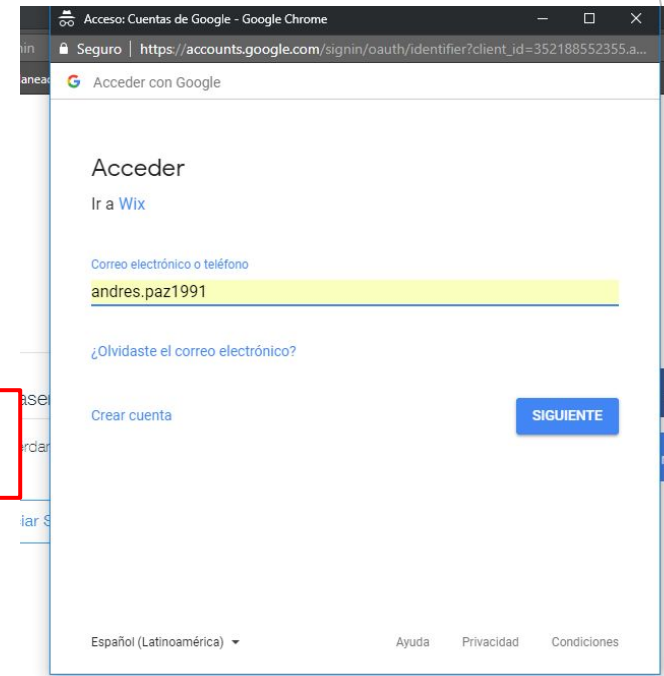 Acceso: Cuentas de Google - Google Chrome
Seguro | https://accounts.google.com/signin/oauth/identifier?client_id=352188552355.a...
G Acceder con Google
Acceder
Ir a Wix
Correo electrónico o teléfono
andres.paz1991
¿Olvidaste el correo electrónico?
Crear cuenta
SIGUIENTE
Español (Latinoamérica)
Ayuda Privacidad Condiciones